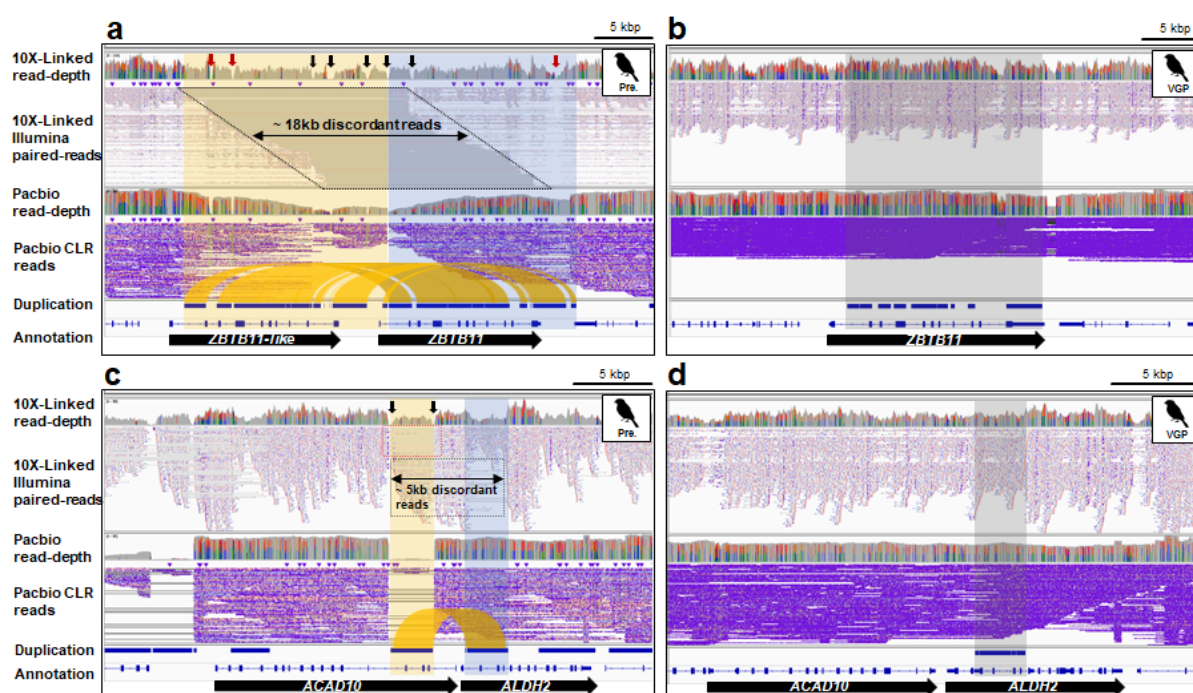 a
5 kbp
b
5 kbp
10X-Linked
read-depth
Pre.
VGP
10X-Linked
Illumina
paired-reads
~ 18kb discordant reads
Pacbio
read-depth
Pacbio CLR
reads
Duplication
Annotation
ZBTB11-like
ZBTB11
ZBTB11
c
5 kbp
d
5 kbp
10X-Linked
read-depth
Pre.
VGP
10X-Linked
Illumina
paired-reads
~ 5kb discordant
reads
Pacbio
read-depth
Pacbio CLR
reads
Duplication
Annotation
ACAD10
ALDH2
ACAD10
ALDH2